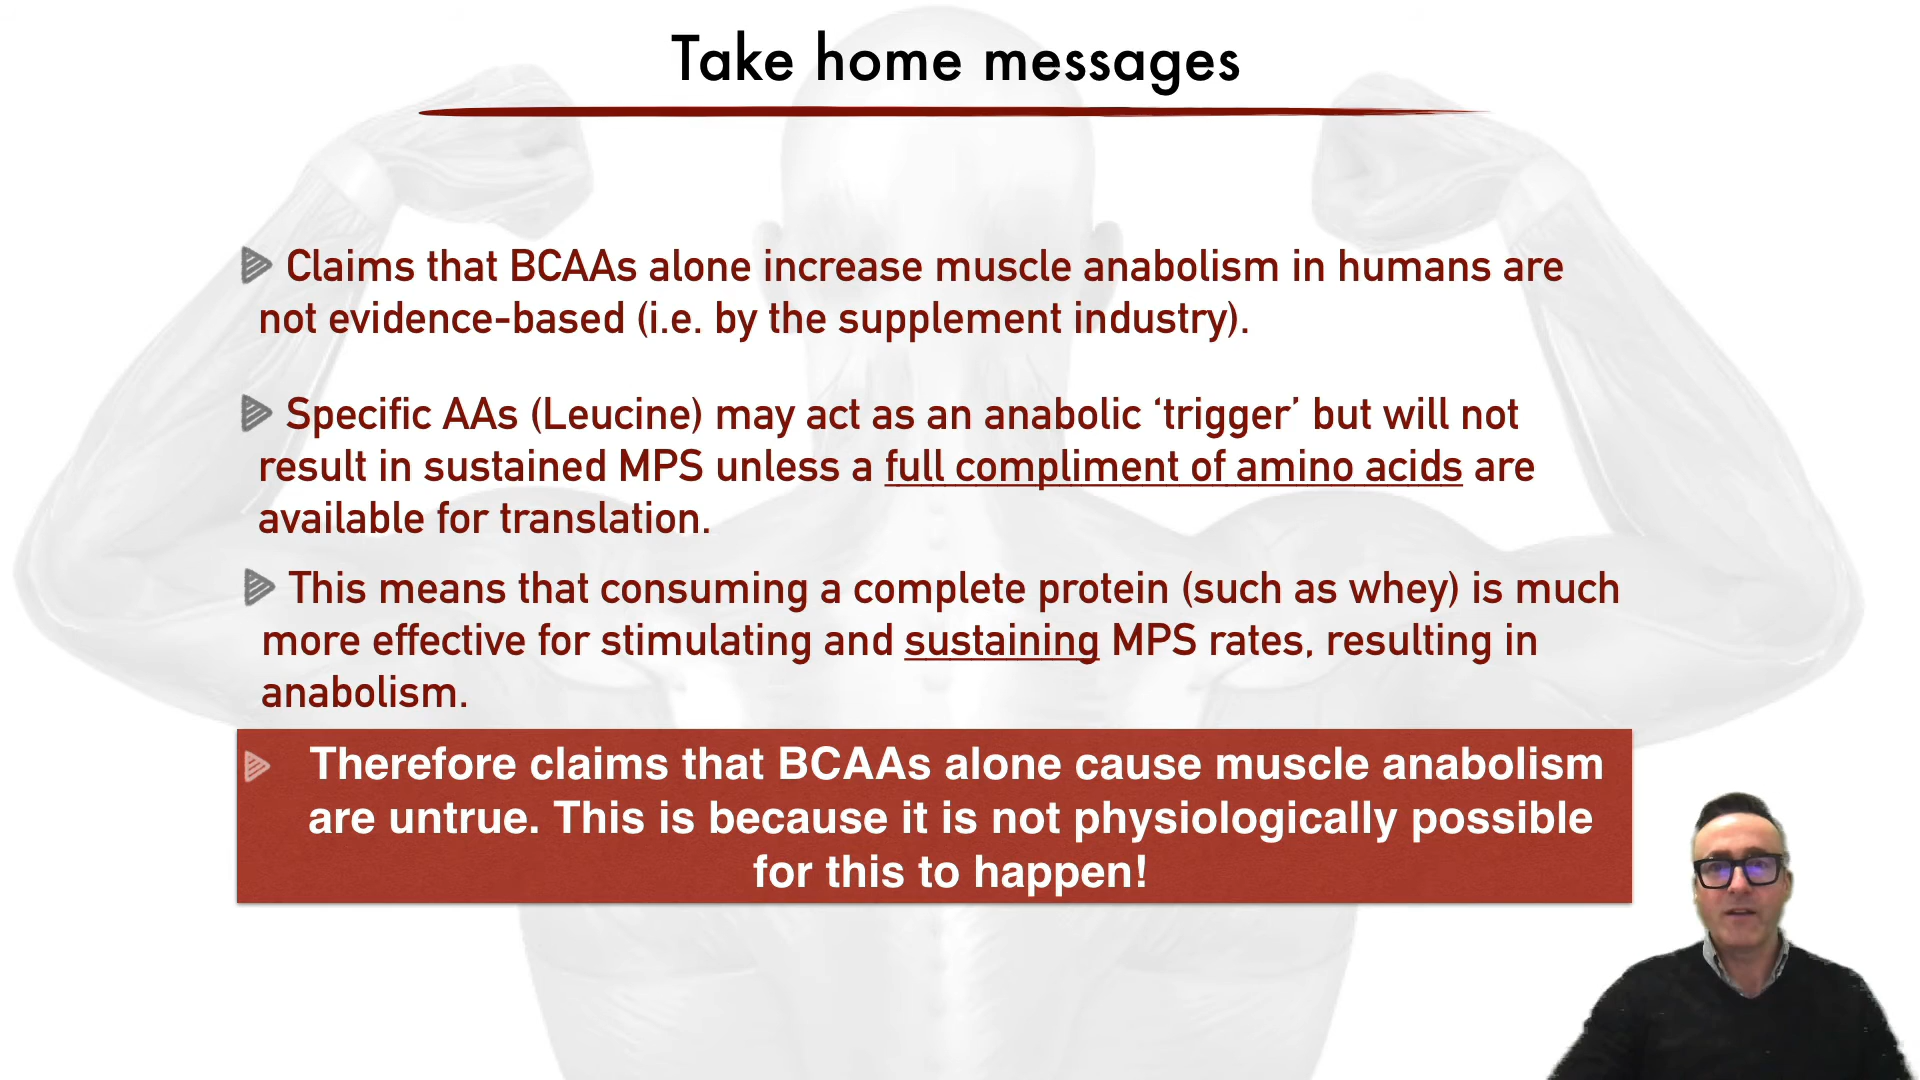 Take home messages
Claims that BCAAs alone increase muscle anabolism in humans are
not evidence-based (i.e. by the supplement industry).
Specific AAs (Leucine) may act as an anabolic ‘trigger’ but will not
result in sustained MPS unless a full compliment of amino acids are
available for translation.
This means that consuming a complete protein (such as whey) is much
more effective for stimulating and sustaining MPS rates, resulting in
anabolism.
Therefore claims that BCAAs alone cause muscle anabolism
are untrue. This is because it is not physiologically possible
for this to happen!